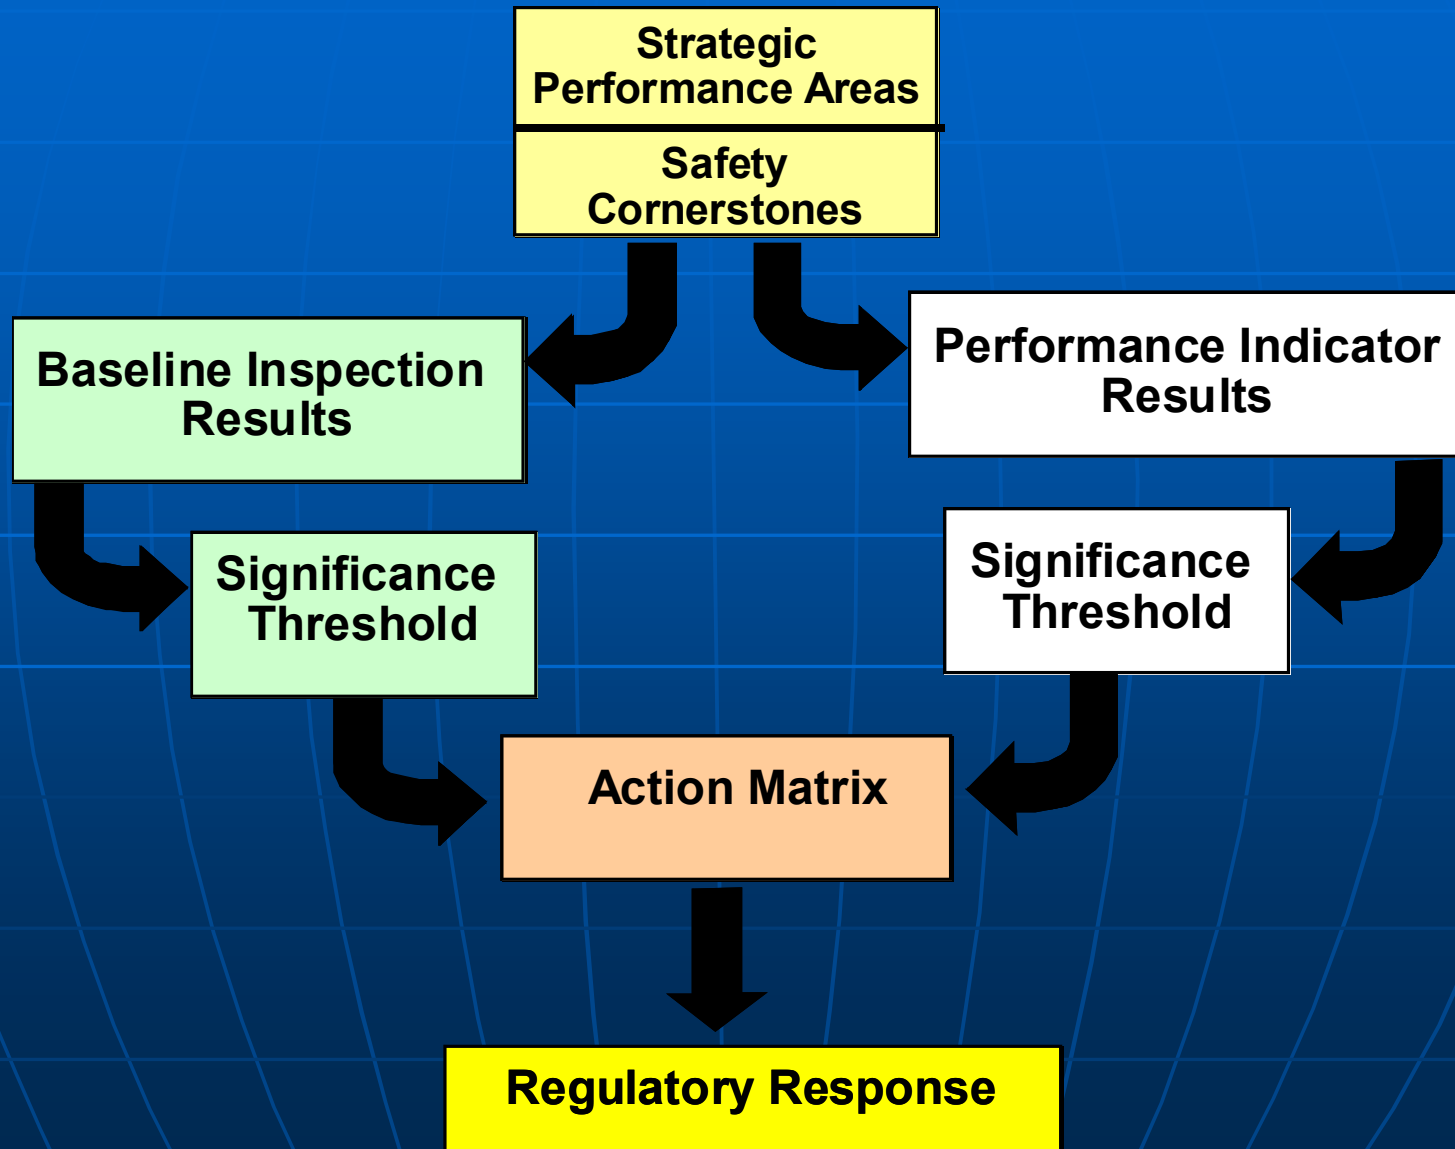 Strategic
Performance Areas
Safety
Cornerstones
Baseline Inspection
Results
Performance Indicator
Results
Significance
Threshold
Significance
Threshold
Action Matrix
Regulatory Response